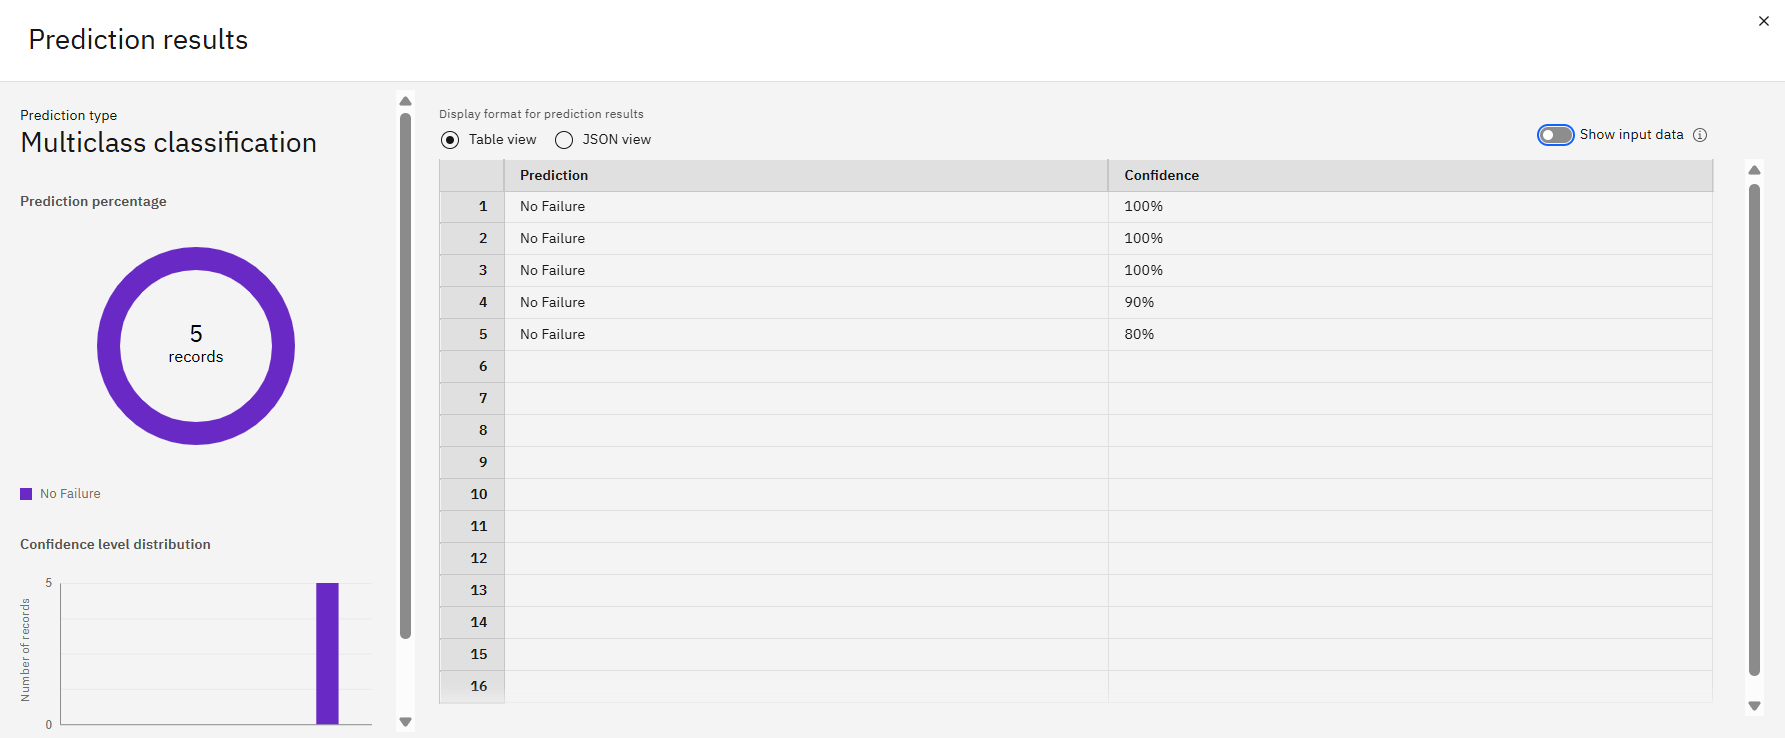 Prediction results
Prediction type
Multiclass classification
Prediction percentage
5
records
No Failure
Confidence level distribution
5
Number of records
0
Display format for prediction results
Table view JSON view
Show input data
Prediction Confidence
1 No Failure 100%
2 No Failure 100%
3 No Failure 100%
4 No Failure 90%
5 No Failure 80%
6
7
8
9
10
11
12
13
14
15
16